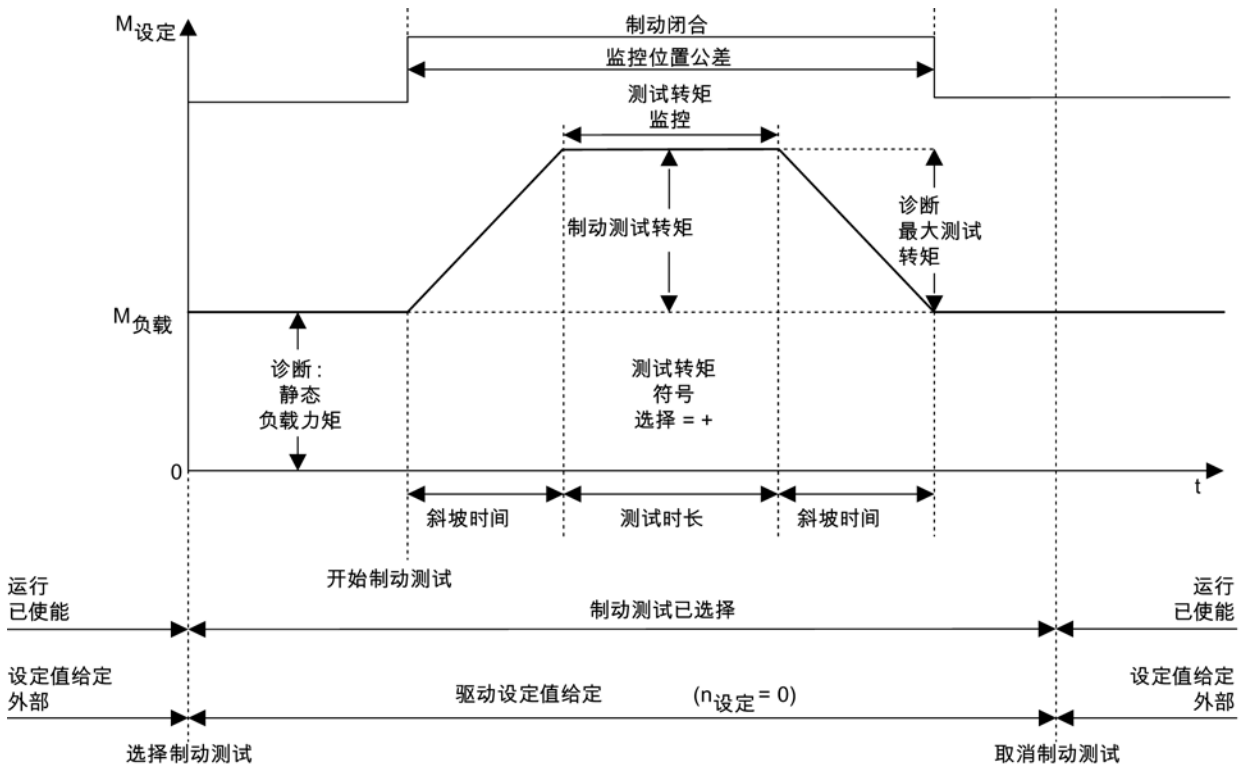 M设定
制动闭合
监控位置公差
测试转矩
监控
制动测试转矩
诊断
最大测试
转矩
M负载
诊断：
静态
负载力矩
测试转矩
符号
选择 = +
0
t
斜坡时间
测试时长
斜坡时间
开始制动测试
运行
已使能
制动测试已选择
运行
已使能
设定值给定
外部
驱动设定值给定 (n设定 = 0)
设定值给定
外部
选择制动测试
取消制动测试